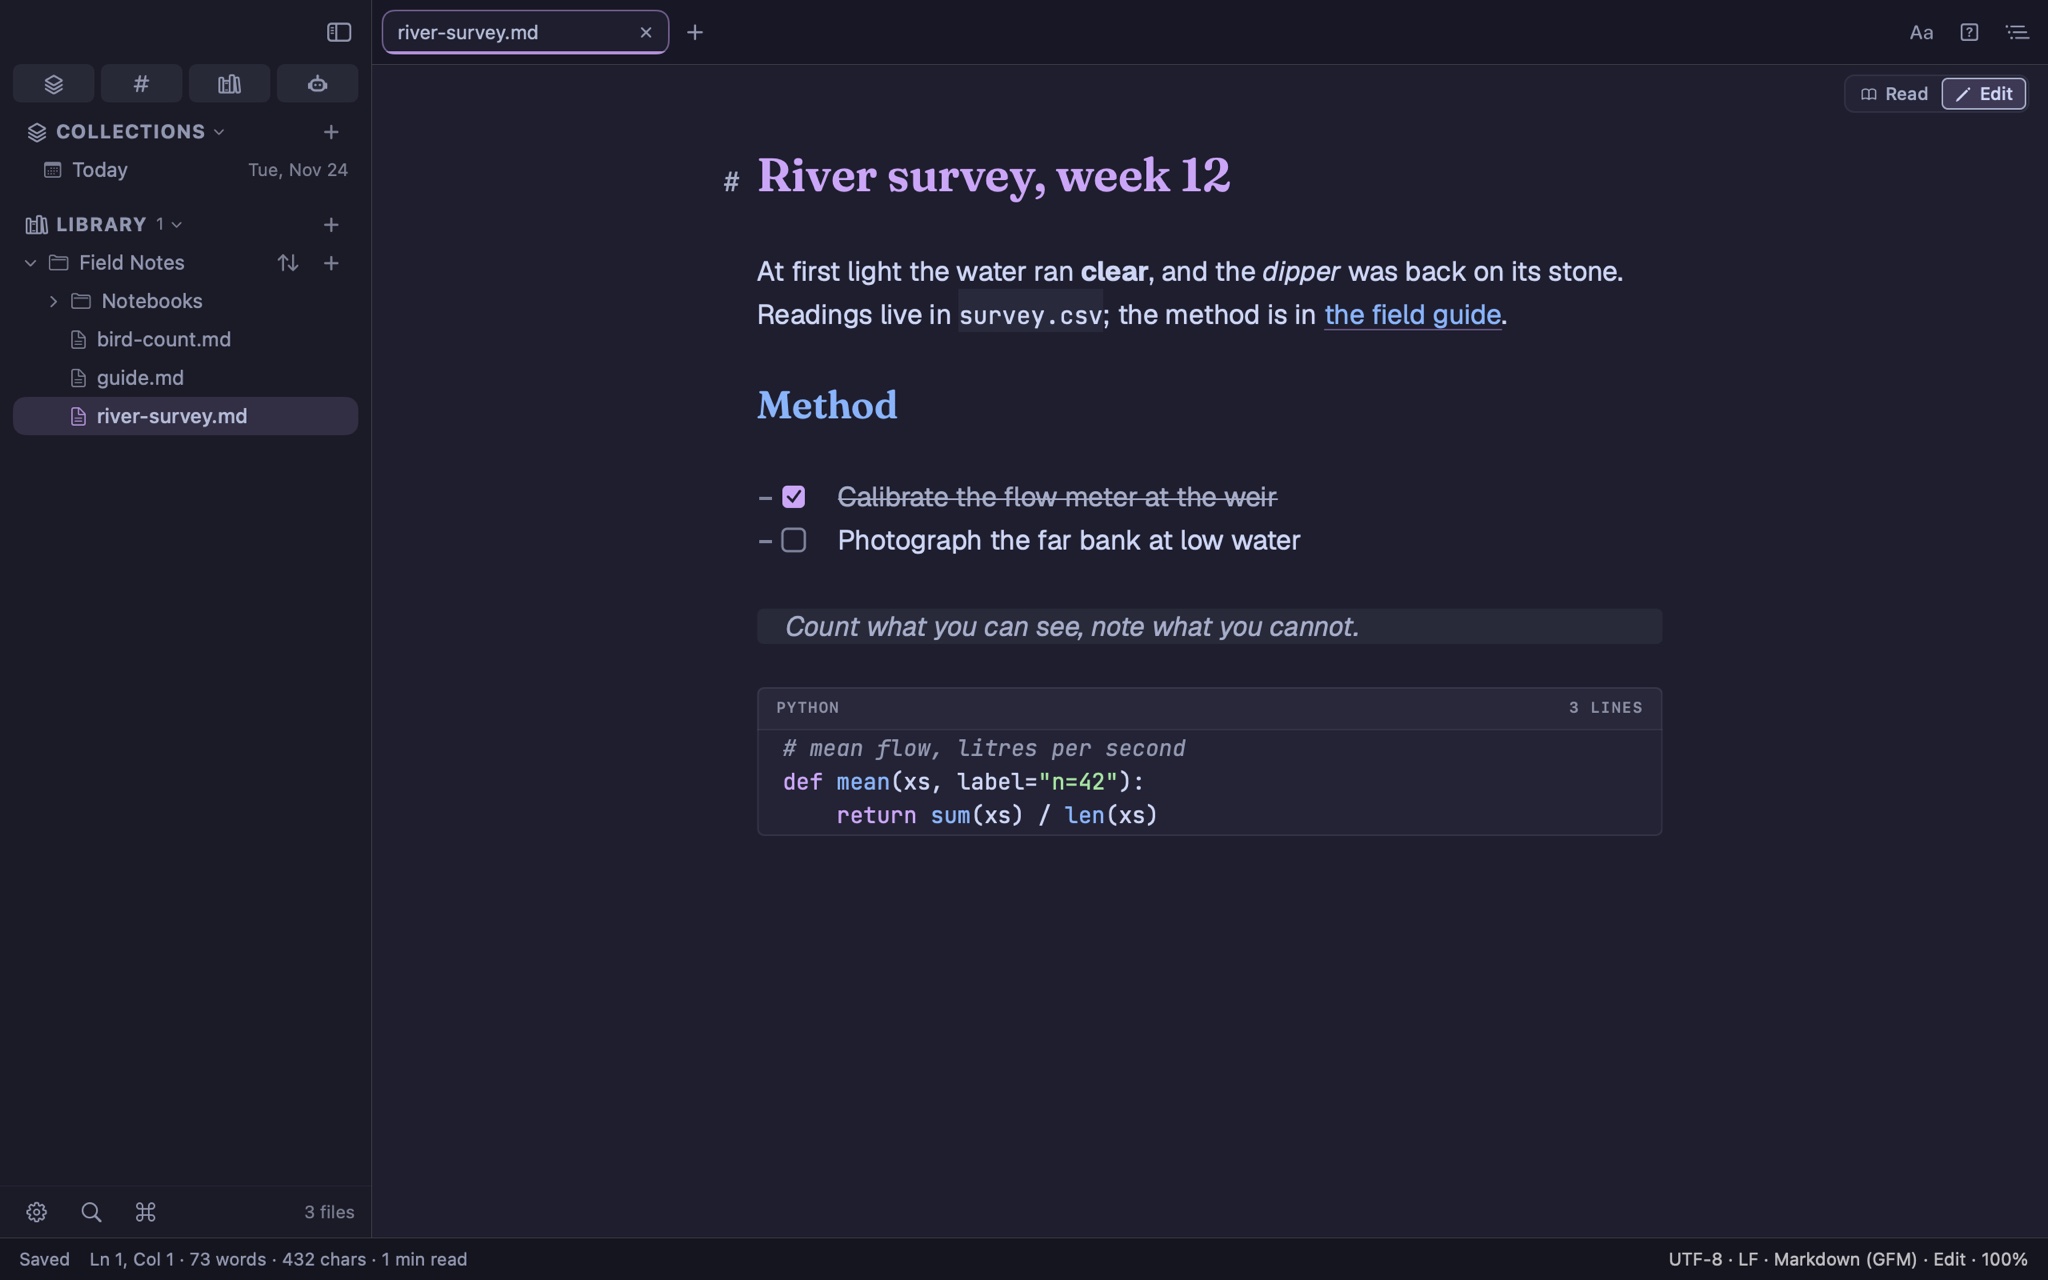 river-survey.md
Aa
Read
Edit
COLLECTIONS
Today Tue, Nov 24
LIBRARY 1
Field Notes
Notebooks
bird-count.md
guide.md
river-survey.md
# River survey, week 12
At first light the water ran clear, and the dipper was back on its stone.
Readings live in survey.csv; the method is in the field guide.
Method
– Calibrate the flow meter at the weir
– Photograph the far bank at low water
Count what you can see, note what you cannot.
PYTHON 3 LINES
# mean flow, litres per second
def mean(xs, label="n=42"):
    return sum(xs) / len(xs)
3 files
Saved Ln 1, Col 1 · 73 words · 432 chars · 1 min read
UTF-8 · LF · Markdown (GFM) · Edit · 100%